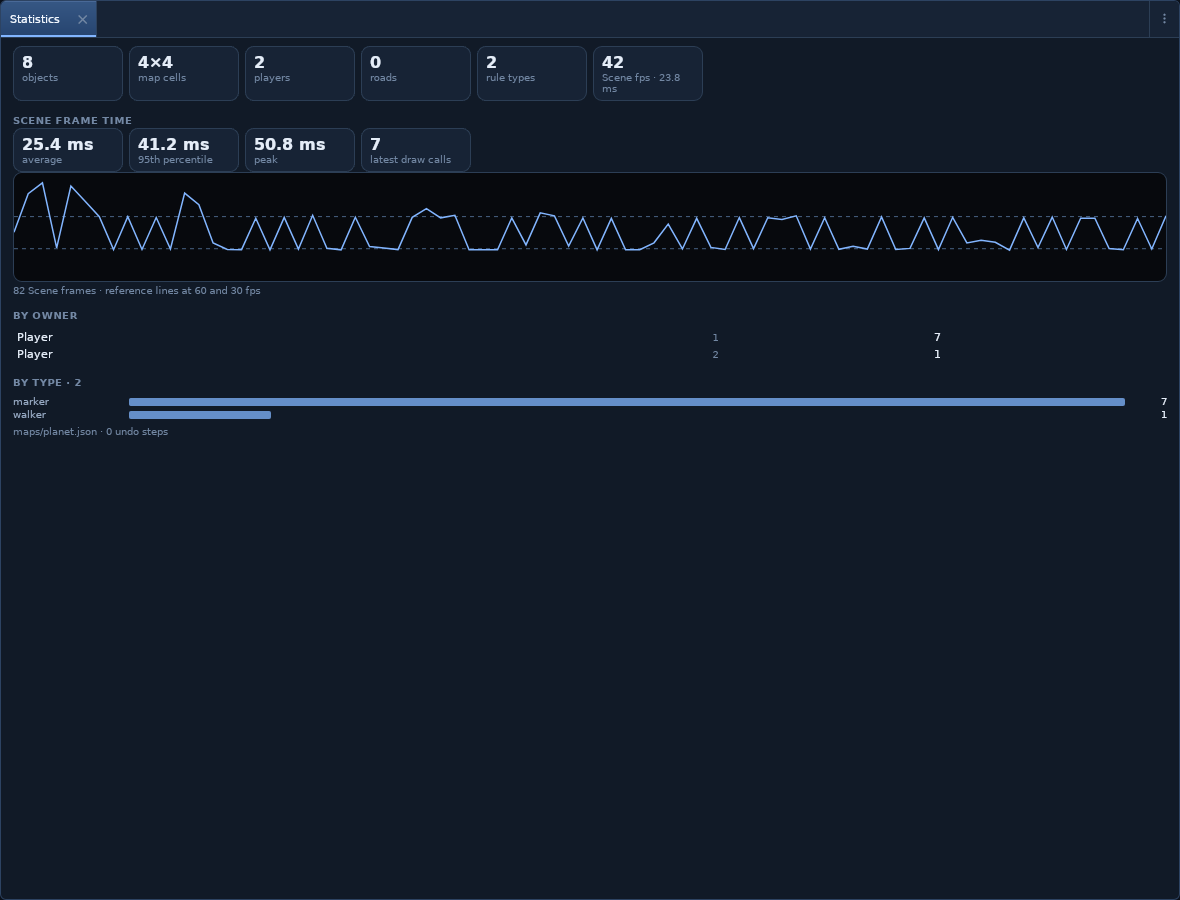 Statistics
8
objects
4×4
map cells
2
players
0
roads
2
rule types
42
Scene fps · 23.8
ms
SCENE FRAME TIME
25.4 ms
average
41.2 ms
95th percentile
50.8 ms
peak
7
latest draw calls
82 Scene frames · reference lines at 60 and 30 fps
BY OWNER
Player 1 7
Player 2 1
BY TYPE · 2
marker 7
walker 1
maps/planet.json · 0 undo steps